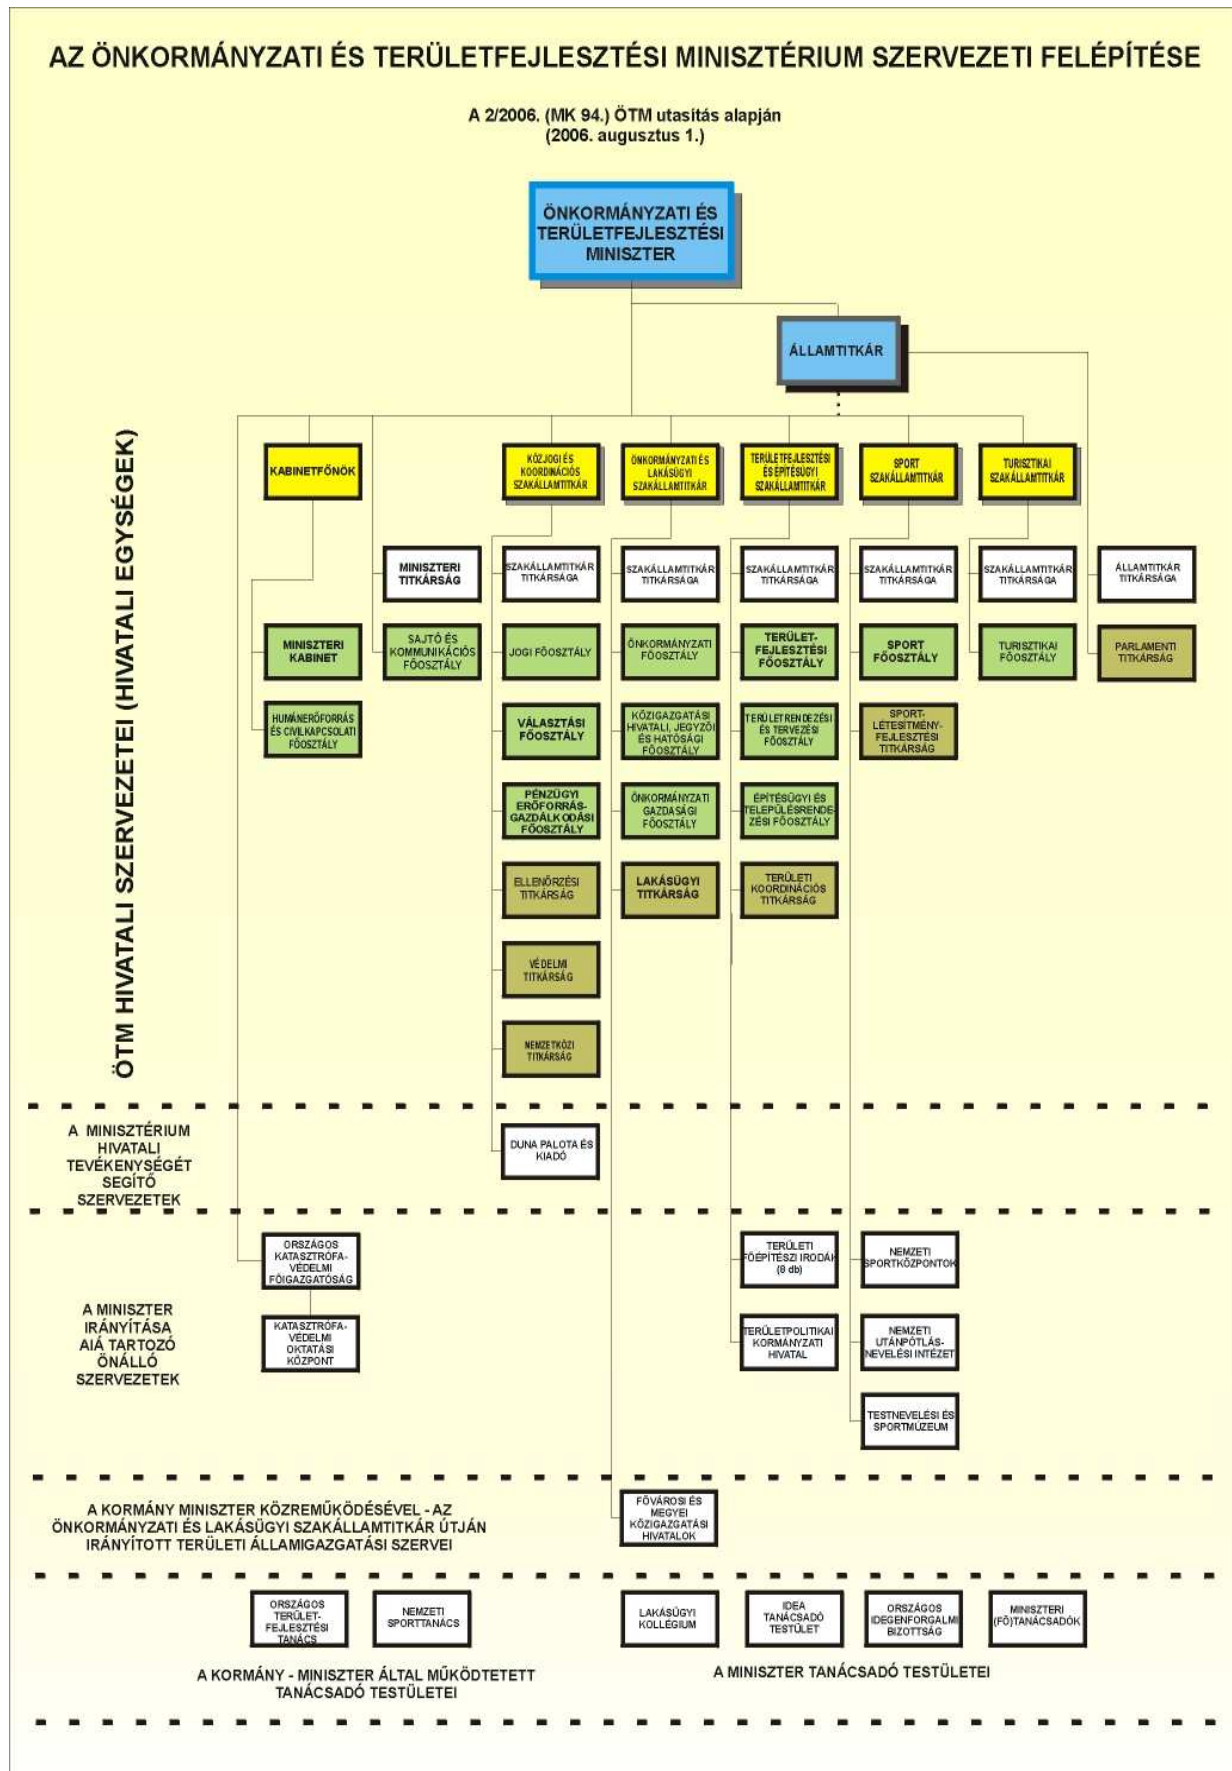 AZ ÖNKORMÁNYZATI ÉS TERÜLETFEJLESZTÉSI MINISZTÉRIUM SZERVEZETI FELÉPÍTÉSE
A 2/2006. (MK 94.) ÖTM utasítás alapján
(2006. augusztus 1.)
ÖNKORMÁNYZATI ÉS
TERÜLETFEJLESZTÉSI
MINISZTER
ÁLLAMTITKÁR
ÖTM HIVATALI SZERVEZETEI (HIVATALI EGYSÉGEK)
KABINETFŐNÖK
KÖZJOGI ÉS
KOORDINÁCIÓS
SZAKÁLLAMTITKÁR
ÖNKORMÁNYZATI ÉS
LAKÁSÜGYI
SZAKÁLLAMTITKÁR
TERÜLETFEJLESZTÉSI
ÉS ÉPÍTÉSÜGYI
SZAKÁLLAMTITKÁR
SPORT
SZAKÁLLAMTITKÁR
TURISZTIKAI
SZAKÁLLAMTITKÁR
MINISZTERI
TITKÁRSÁG
SZAKÁLLAMTITKÁR
TITKÁRSÁGA
SZAKÁLLAMTITKÁR
TITKÁRSÁGA
SZAKÁLLAMTITKÁR
TITKÁRSÁGA
SZAKÁLLAMTITKÁR
TITKÁRSÁGA
SZAKÁLLAMTITKÁR
TITKÁRSÁGA
ÁLLAMTITKÁR
TITKÁRSÁGA
MINISZTERI
KABINET
SAJTÓ ÉS
KOMMUNIKÁCIÓS
FŐOSZTÁLY
JOGI FŐOSZTÁLY
ÖNKORMÁNYZATI
FŐOSZTÁLY
TERÜLET-
FEJLESZTÉSI
FŐOSZTÁLY
SPORT
FŐOSZTÁLY
TURISZTIKAI
FŐOSZTÁLY
PARLAMENTI
TITKÁRSÁG
HUMÁNERŐFORRÁS
ÉS CIVILKAPCSOLATI
FŐOSZTÁLY
VÁLASZTÁSI
FŐOSZTÁLY
KÖZIGAZGATÁSI
HIVATALI, JEGYZŐI
ÉS HATÓSÁGI
FŐOSZTÁLY
TERÜLETRENDEZÉSI
ÉS TERVEZÉSI
FŐOSZTÁLY
SPORT-
LÉTESÍTMÉNY-
FEJLESZTÉSI
TITKÁRSÁG
PÉNZÜGYI
ERŐFORRÁS-
GAZDÁLKODÁSI
FŐOSZTÁLY
ÖNKORMÁNYZATI
GAZDASÁGI
FŐOSZTÁLY
ÉPÍTÉSÜGYI ÉS
TELEPÜLÉSRENDE-
ZÉSI FŐOSZTÁLY
ELLENŐRZÉSI
TITKÁRSÁG
LAKÁSÜGYI
TITKÁRSÁG
TERÜLETI
KOORDINÁCIÓS
TITKÁRSÁG
VÉDELMI
TITKÁRSÁG
NEMZETKÖZI
TITKÁRSÁG
A MINISZTÉRIUM
HIVATALI
TEVÉKENYSÉGÉT
SEGÍTŐ
SZERVEZETEK
DUNA PALOTA ÉS
KIADÓ
A MINISZTER
IRÁNYÍTÁSA
AlÁ TARTOZÓ
ÖNÁLLÓ
SZERVEZETEK
ORSZÁGOS
KATASZTRÓFA-
VÉDELMI
FŐIGAZGATÓSÁG
TERÜLETI
FŐÉPÍTÉSZI IRODÁK
(8 db)
NEMZETI
SPORTKÖZPONTOK
KATASZTRÓFA-
VÉDELMI
OKTATÁSI
KÖZPONT
TERÜLETPOLITIKAI
KORMÁNYZATI
HIVATAL
NEMZETI
UTÁNPÓTLÁS-
NEVELÉSI INTÉZET
TESTNEVELÉSI ÉS
SPORTMÚZEUM
A KORMÁNY MINISZTER KÖZREMŰKÖDÉSÉVEL - AZ
ÖNKORMÁNYZATI ÉS LAKÁSÜGYI SZAKÁLLAMTITKÁR ÚTJÁN
IRÁNYÍTOTT TERÜLETI ÁLLAMIGAZGATÁSI SZERVEI
FŐVÁROSI ÉS
MEGYEI
KÖZIGAZGATÁSI
HIVATALOK
ORSZÁGOS
TERÜLET-
FEJLESZTÉSI
TANÁCS
NEMZETI
SPORTTANÁCS
LAKÁSÜGYI
KOLLÉGIUM
IDEA
TANÁCSADÓ
TESTÜLET
ORSZÁGOS
IDEGENFORGALMI
BIZOTTSÁG
MINISZTERI
(FŐ)TANÁCSADÓK
A KORMÁNY - MINISZTER ÁLTAL MŰKÖDTETETT
TANÁCSADÓ TESTÜLETEI
A MINISZTER TANÁCSADÓ TESTÜLETEI